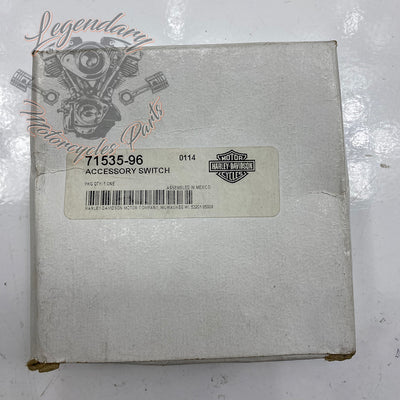 Legendary
Motorcycles Parts
71535-96
0114
ACCESSORY SWITCH
PKG QTY/1:ONE
ASSEMBLED IN MEXICO
HARLEY-DAVIDSON MOTOR COMPANY, MILWAUKEE WI, 53201
MOTOR
HARLEY-DAVIDSON
CYCLES